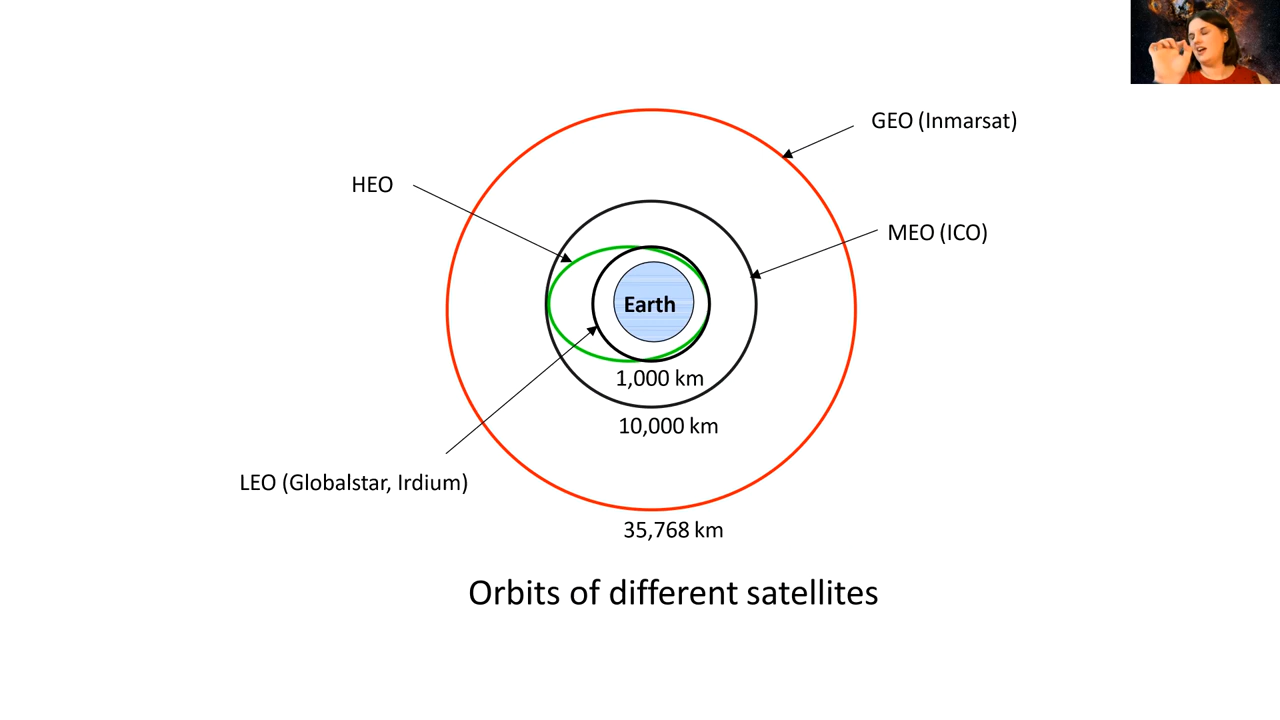 GEO (Inmarsat)
HEO
MEO (ICO)
Earth
1,000 km
10,000 km
LEO (Globalstar, Irdium)
35,768 km
Orbits of different satellites